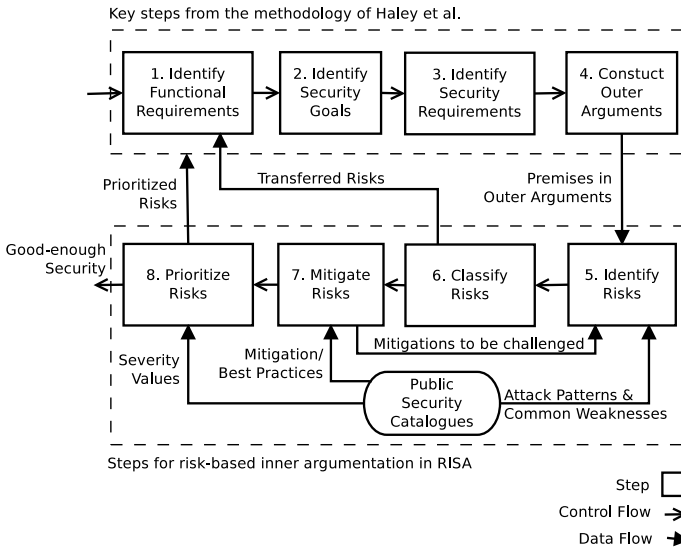 Key steps from the methodology of Haley et al.
1. Identify
Functional
Requirements
2. Identify
Security
Goals
3. Identify
Security
Requirements
4. Constuct
Outer
Arguments
Prioritized
Risks
Transferred Risks
Premises in
Outer Arguments
Good-enough
Security
8. Prioritize
Risks
7. Mitigate
Risks
6. Classify
Risks
5. Identify
Risks
Severity
Values
Mitigation/
Best Practices
Mitigations to be challenged
Public
Security
Catalogues
Attack Patterns &
Common Weaknesses
Steps for risk-based inner argumentation in RISA
Step
Control Flow
Data Flow